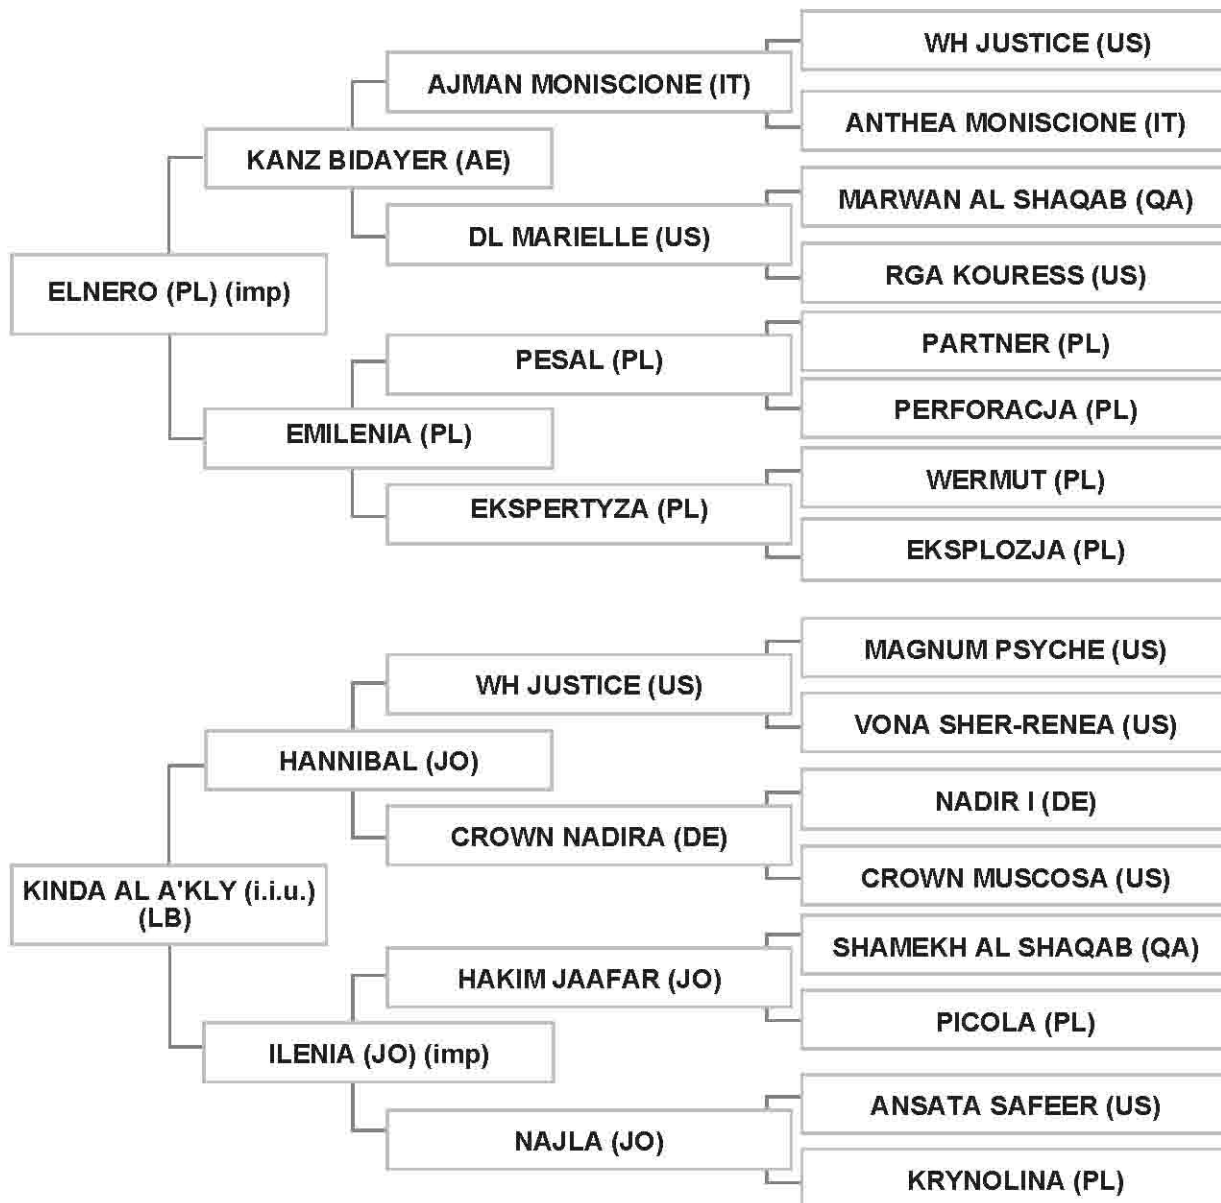 WH JUSTICE (US)
AJMAN MONISCIONE (IT)
ANTHEA MONISCIONE (IT)
KANZ BIDAYER (AE)
MARWAN AL SHAQAB (QA)
DL MARIELLE (US)
RGA KOURESS (US)
ELNERO (PL) (imp)
PARTNER (PL)
PESAL (PL)
PERFORACJA (PL)
EMILENIA (PL)
WERMUT (PL)
EKSPERTYZA (PL)
EKSPLOZJA (PL)
MAGNUM PSYCHE (US)
WH JUSTICE (US)
VONA SHER-RENEA (US)
HANNIBAL (JO)
NADIR I (DE)
CROWN NADIRA (DE)
CROWN MUSCOSA (US)
KINDA AL A'KLY (i.i.u.)
(LB)
SHAMEKH AL SHAQAB (QA)
HAKIM JAAFAR (JO)
PICOLA (PL)
ILENIA (JO) (imp)
ANSATA SAFEER (US)
NAJLA (JO)
KRYNOLINA (PL)